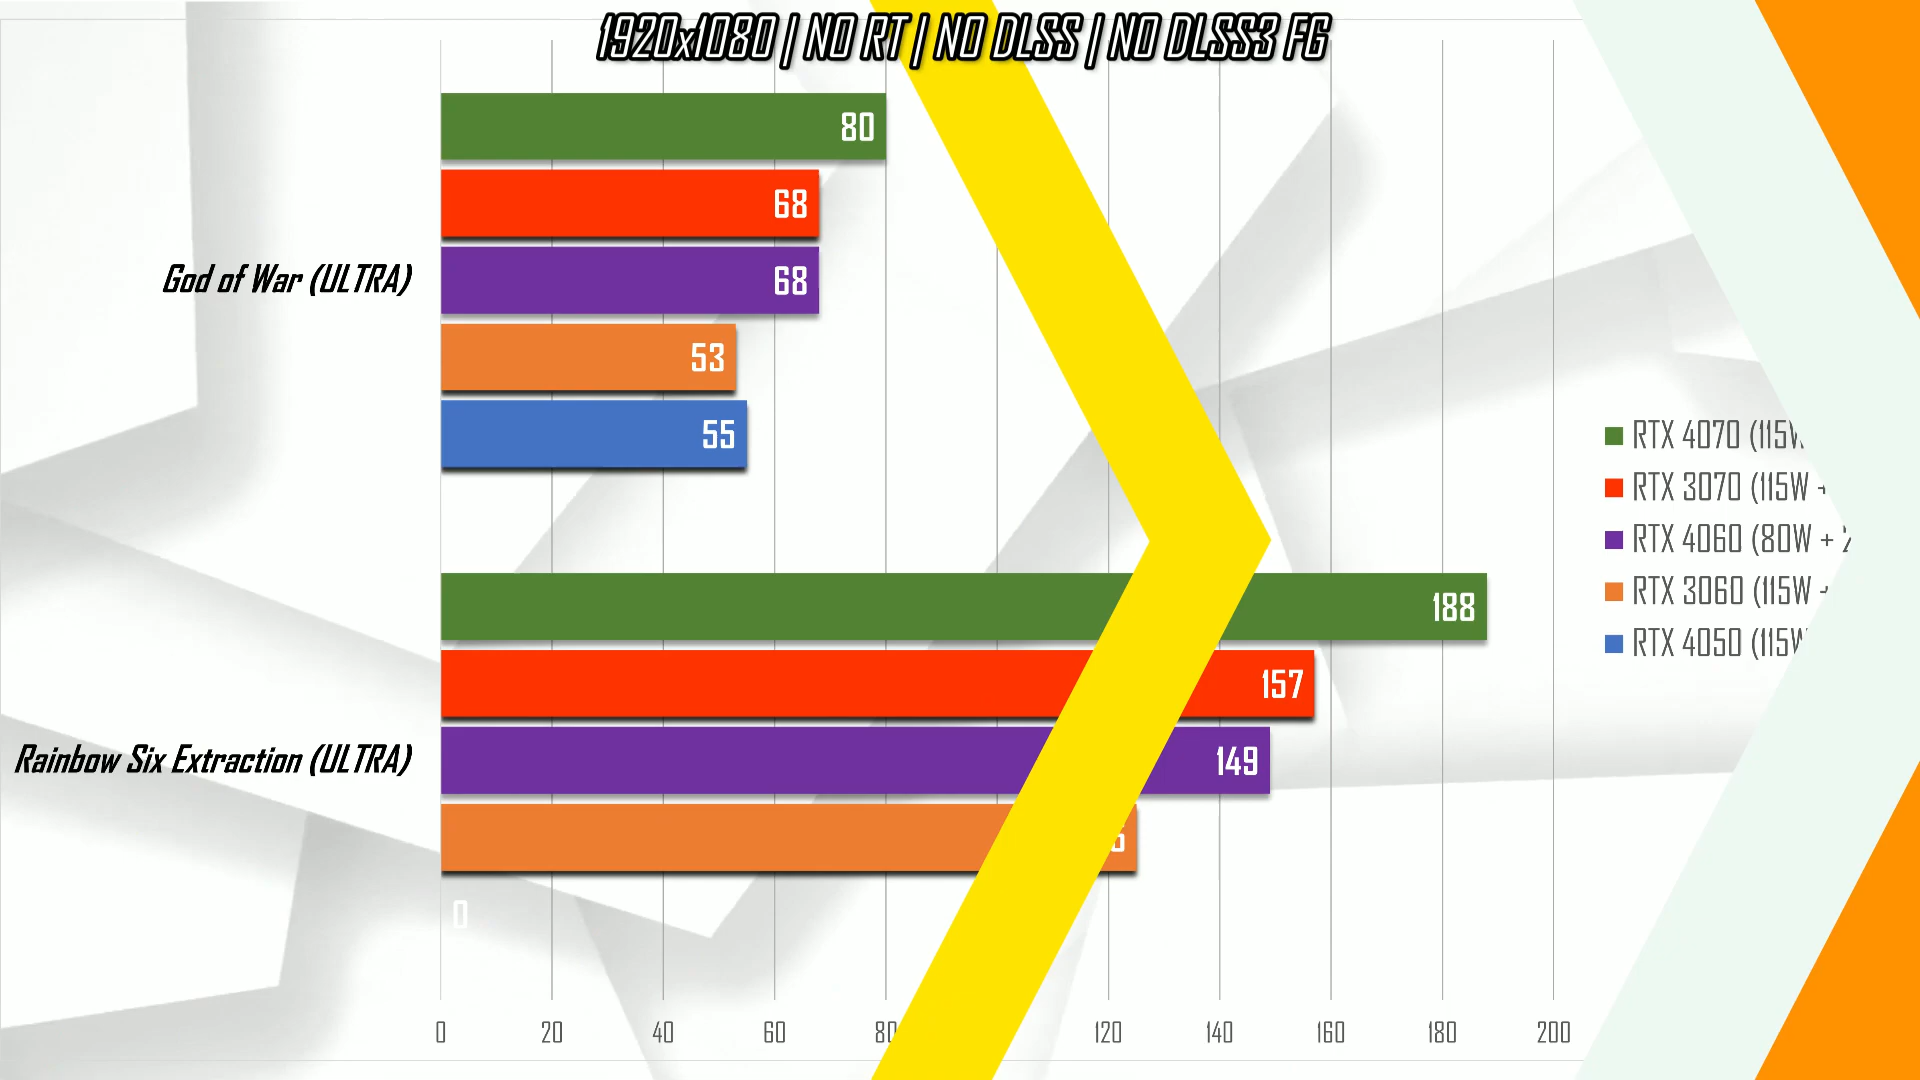 1920x1080 | NO RT | NO DLSS | NO DLSS3 FG
80
68
God of War (ULTRA)
68
53
55
188
157
Rainbow Six Extraction (ULTRA)
149
0
RTX 4070 (115W
RTX 3070 (115W +
RTX 4060 (80W +
RTX 3060 (115W
RTX 4050 (115W
0 20 40 60 80 120 140 160 180 200